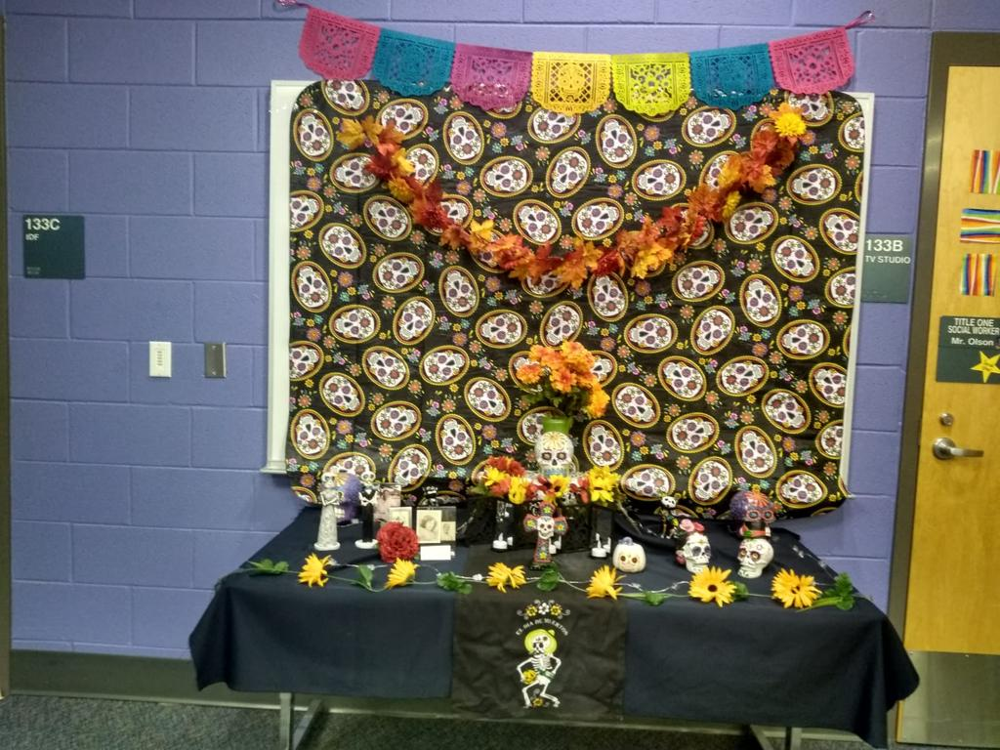 133C
IDF
133B
TV STUDIO
TITLE ONE
SOCIAL WORKER
Mr. Olson
EL DIA DE MUERTOS